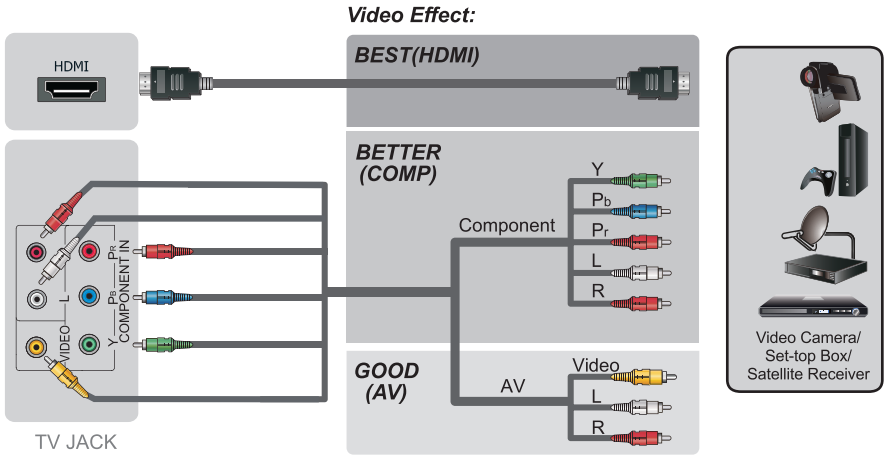 Video Effect:
HDMI
BEST(HDMI)
BETTER
(COMP)
Y
Pb
Component
Pr
L
R
PR
PB
Y
COMPONENT IN
L
VIDEO
GOOD
(AV)
Video
AV
L
R
TV JACK
Video Camera/
Set-top Box/
Satellite Receiver